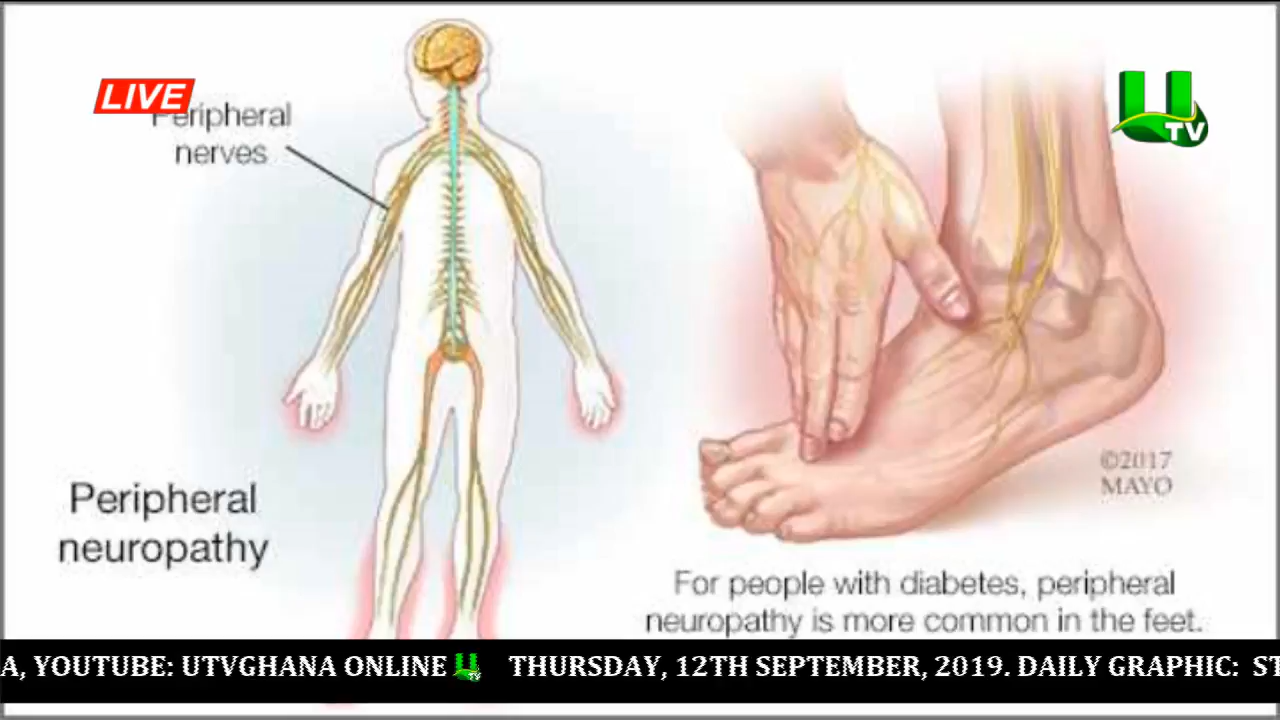 LIVE
Peripheral
nerves
U
TV
©2017
MAYO
Peripheral
neuropathy
For people with diabetes, peripheral
neuropathy is more common in the feet.
A, YOUTUBE: UTVGHANA ONLINE U TV THURSDAY, 12TH SEPTEMBER, 2019. DAILY GRAPHIC: ST